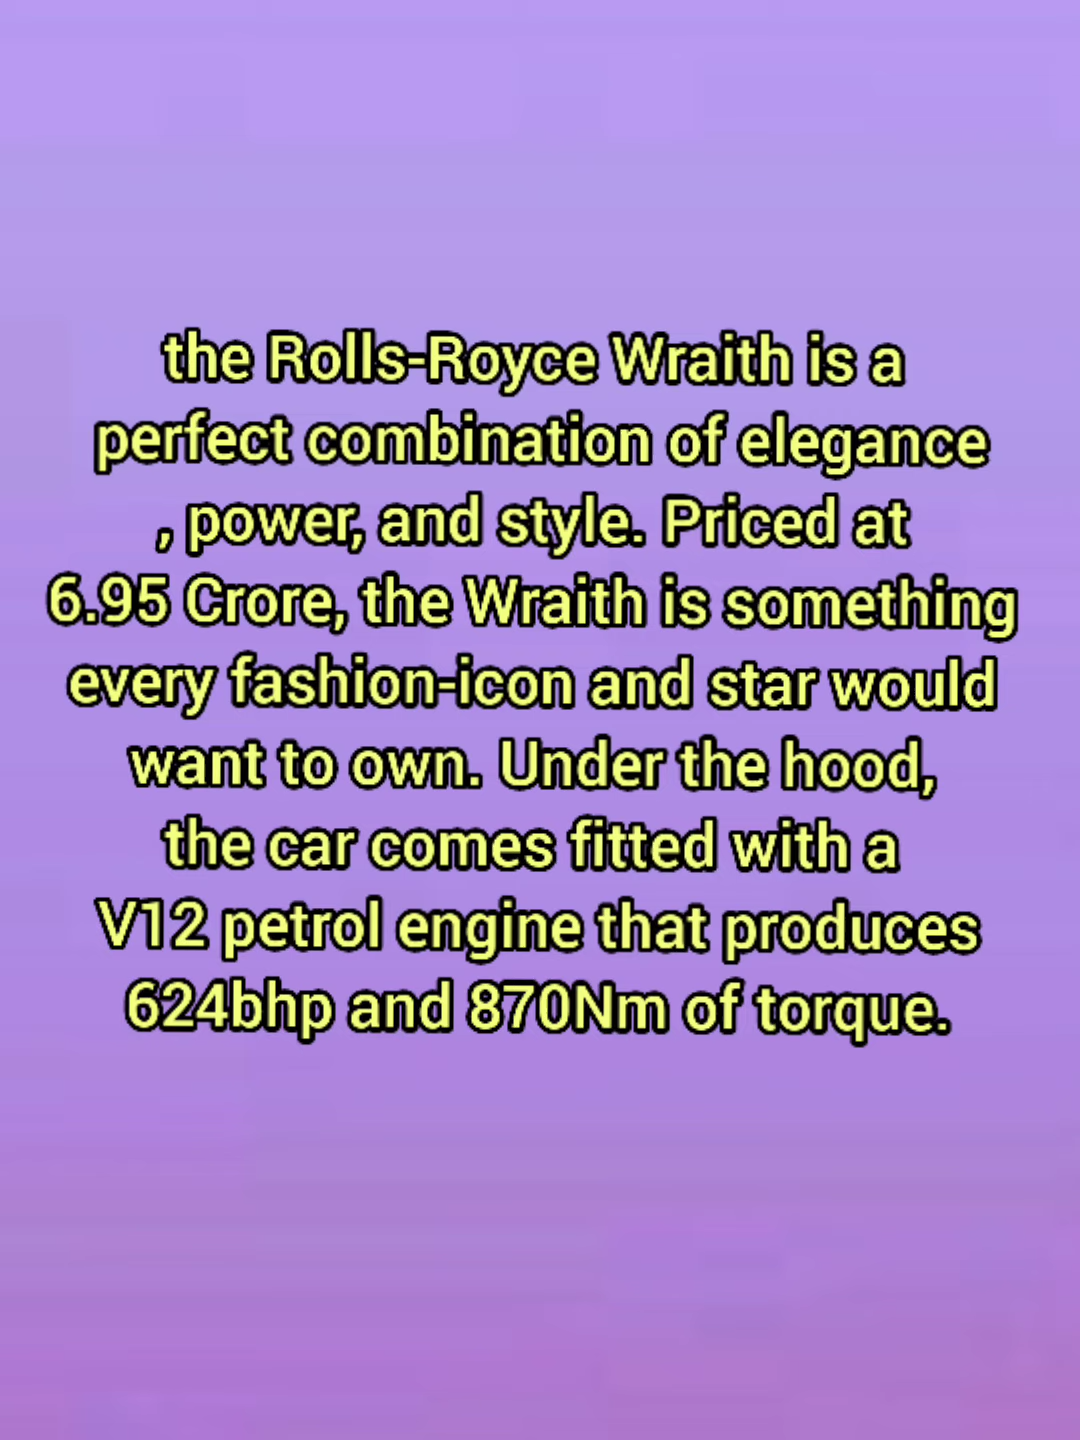 the Rolls-Royce Wraith is a
perfect combination of elegance
, power, and style. Priced at
6.95 Crore, the Wraith is something
every fashion-icon and star would
want to own. Under the hood,
the car comes fitted with a
V12 petrol engine that produces
624bhp and 870Nm of torque.